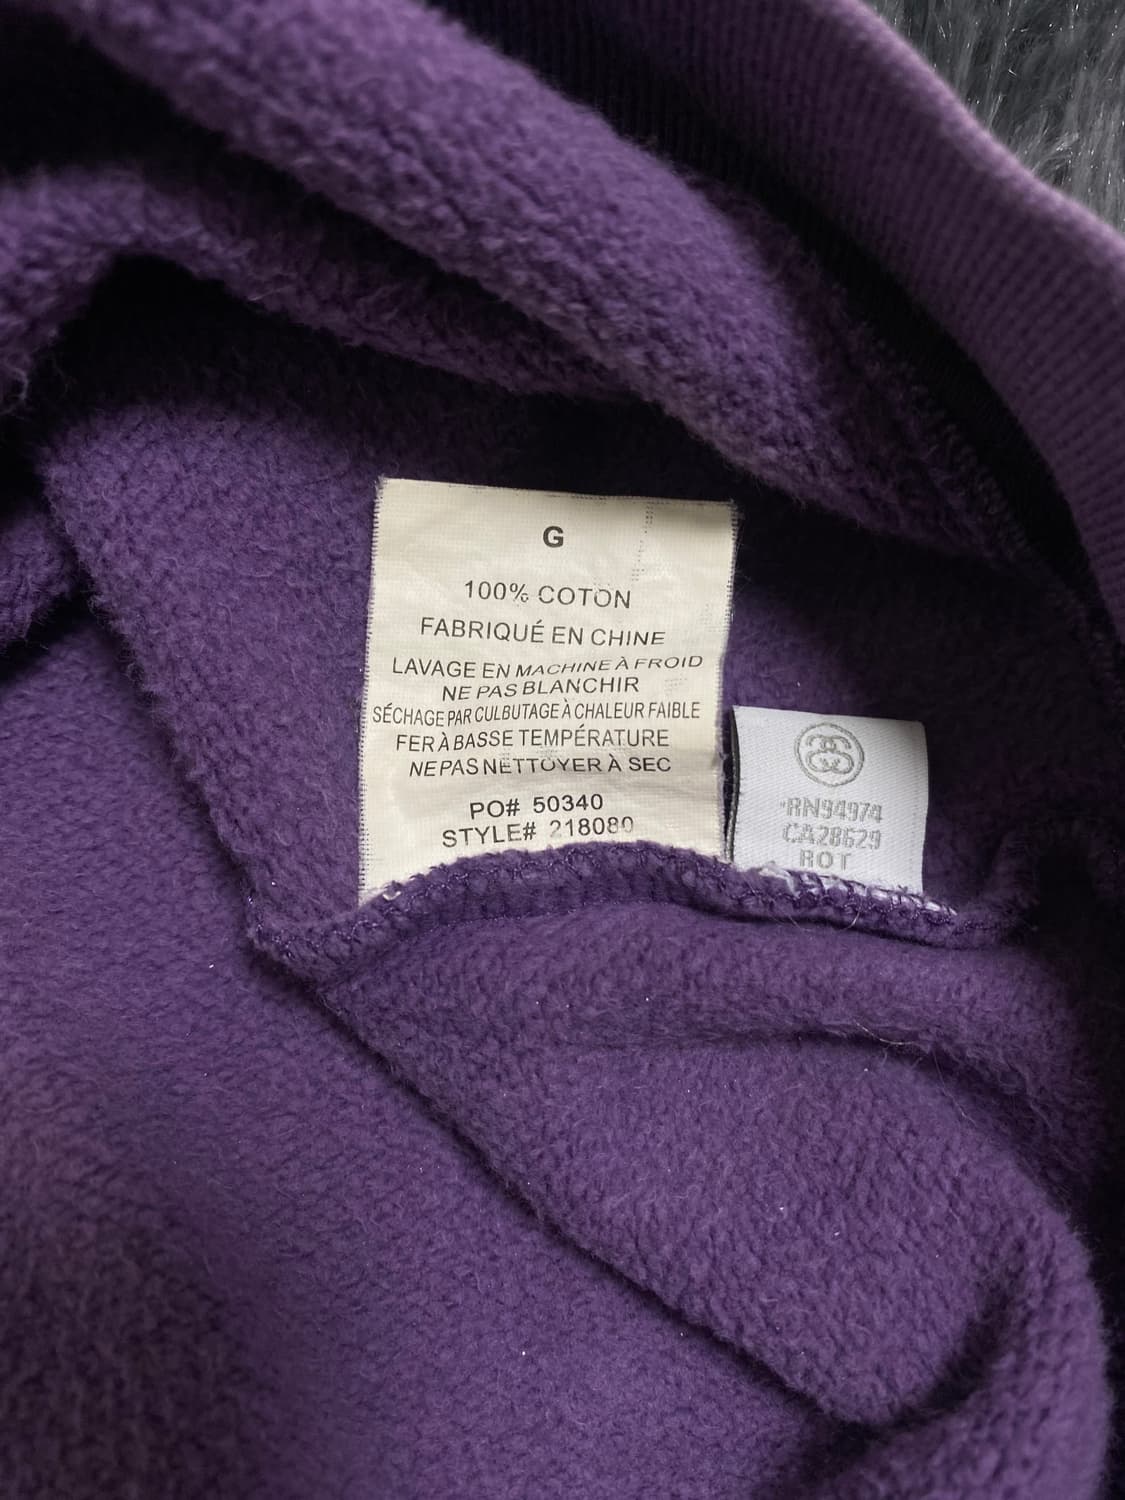 G
100% COTON
FABRIQUÉ EN CHINE
LAVAGE EN MACHINE À FROID
NE PAS BLANCHIR
SÉCHAGE PAR CULBUTAGE À CHALEUR FAIBLE
FER À BASSE TEMPÉRATURE
NE PAS NETTOYER À SEC
PO# 50340
STYLE# 218080
RN94974
CA28629
ROT